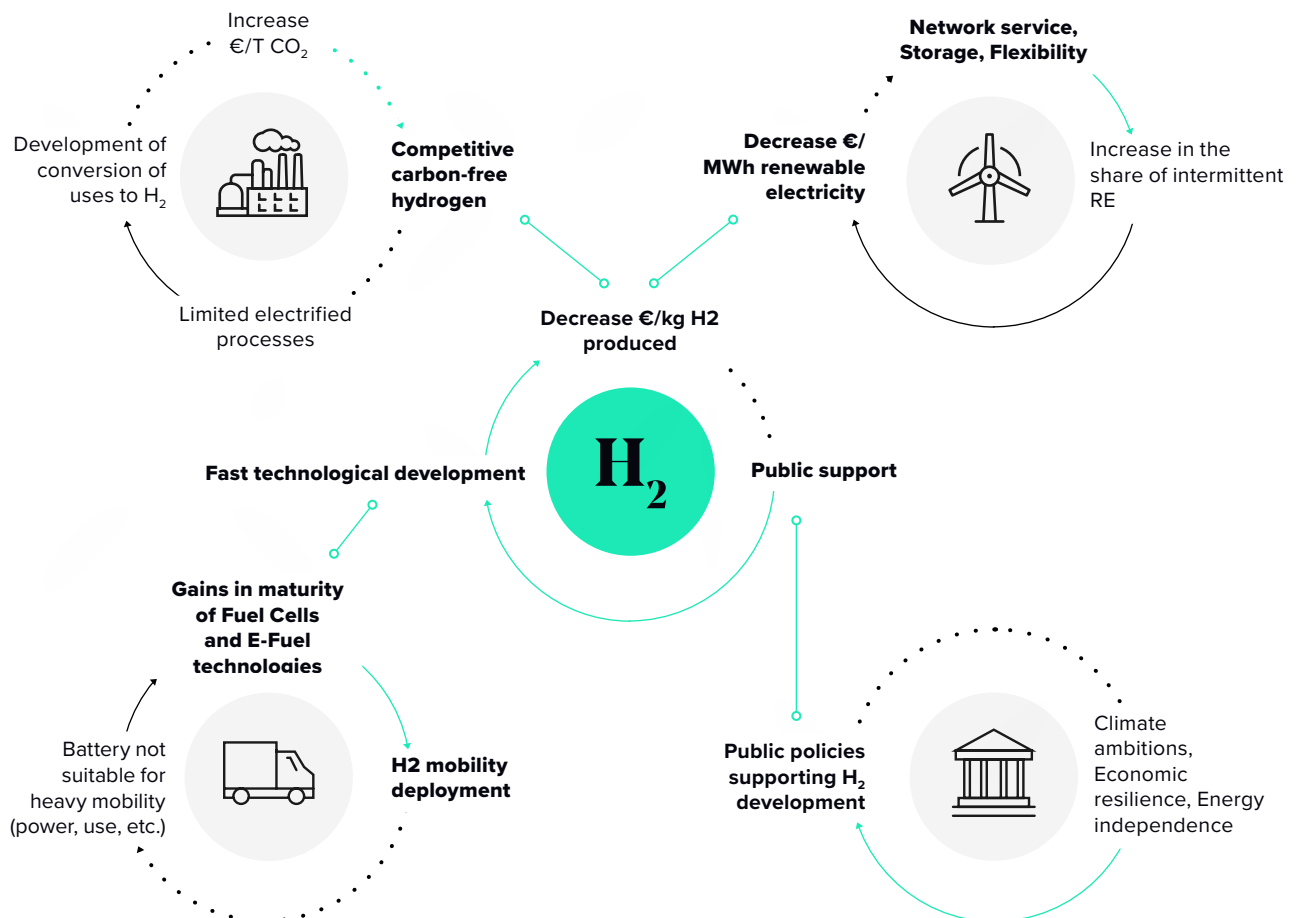 Increase
€/T CO₂
Development of
conversion of
uses to H₂
Competitive
carbon-free
hydrogen
Limited electrified
processes
Network service,
Storage, Flexibility
Decrease €/
MWh renewable
electricity
Increase in the
share of intermittent
RE
Decrease €/kg H2
produced
H₂
Fast technological development
Public support
Gains in maturity
of Fuel Cells
and E-Fuel
technologies
Battery not
suitable for
heavy mobility
(power, use, etc.)
H2 mobility
deployment
Public policies
supporting H₂
development
Climate
ambitions,
Economic
resilience, Energy
independence